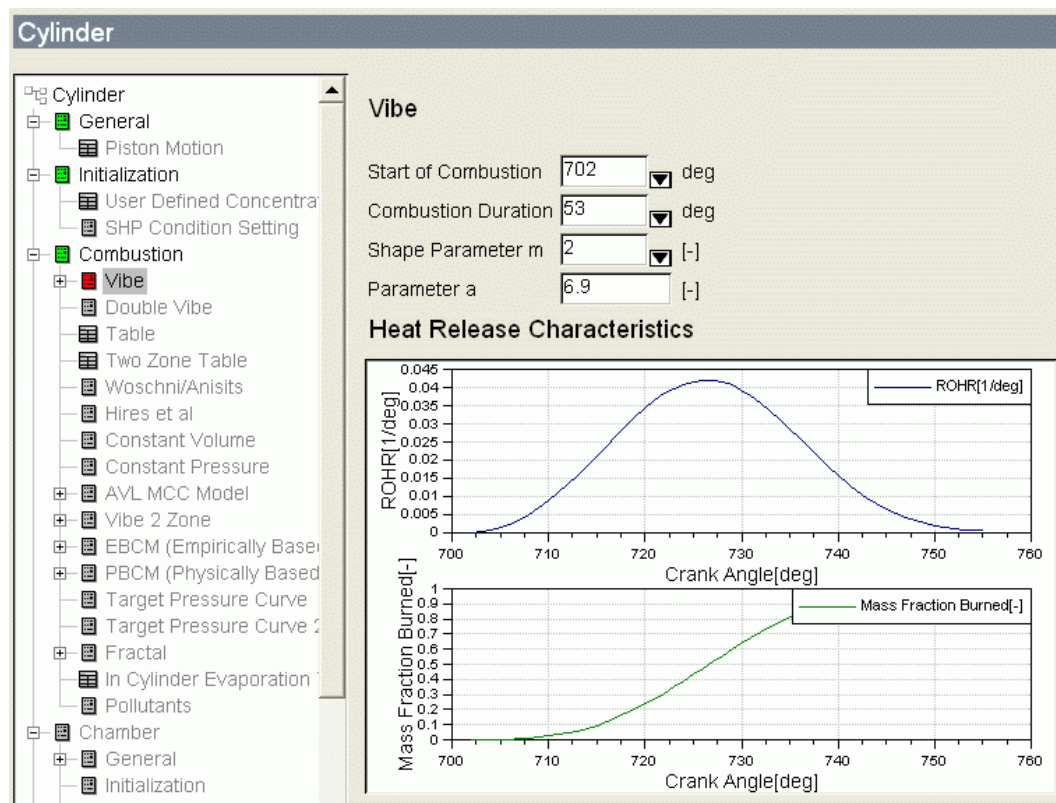 Cylinder
Cylinder
General
Piston Motion
Initialization
User Defined Concentra
SHP Condition Setting
Combustion
Vibe
Double Vibe
Table
Two Zone Table
Woschni/Anisits
Hires et al
Constant Volume
Constant Pressure
AVL MCC Model
Vibe 2 Zone
EBCM (Empirically Base
PBCM (Physically Based
Target Pressure Curve
Target Pressure Curve 2
Fractal
In Cylinder Evaporation
Pollutants
Chamber
General
Initialization
Vibe
Start of Combustion 702 deg
Combustion Duration 53 deg
Shape Parameter m 2 [-]
Parameter a 6.9 [-]
Heat Release Characteristics
ROHR[1/deg]
0.045
0.04
0.035
0.03
0.025
0.02
0.015
0.01
0.005
0
ROHR[1/deg]
700 710 720 730 740 750 760
Crank Angle[deg]
Mass Fraction Burned[-]
1
0.9
0.8
0.7
0.6
0.5
0.4
0.3
0.2
0.1
0
Mass Fraction Burned[-]
700 710 720 730 740 750 760
Crank Angle[deg]